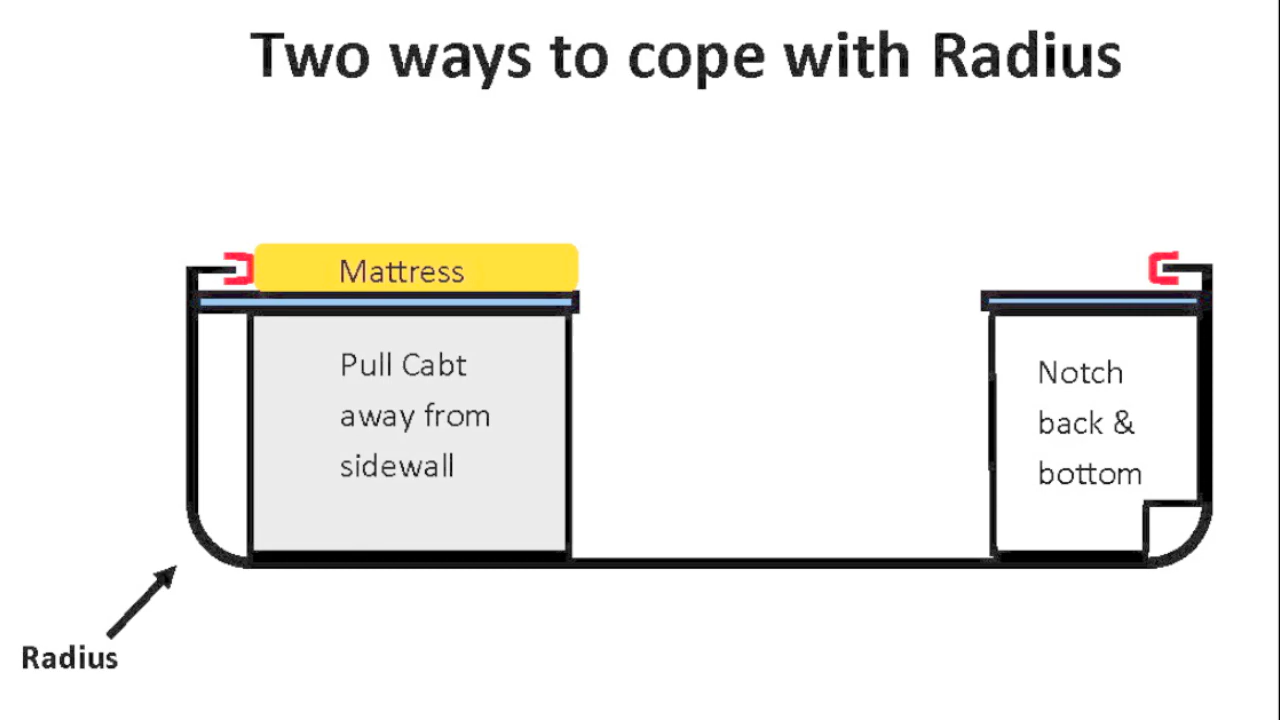 Two ways to cope with Radius
Mattress
Pull Cabt
away from
sidewall
Notch
back &
bottom
Radius